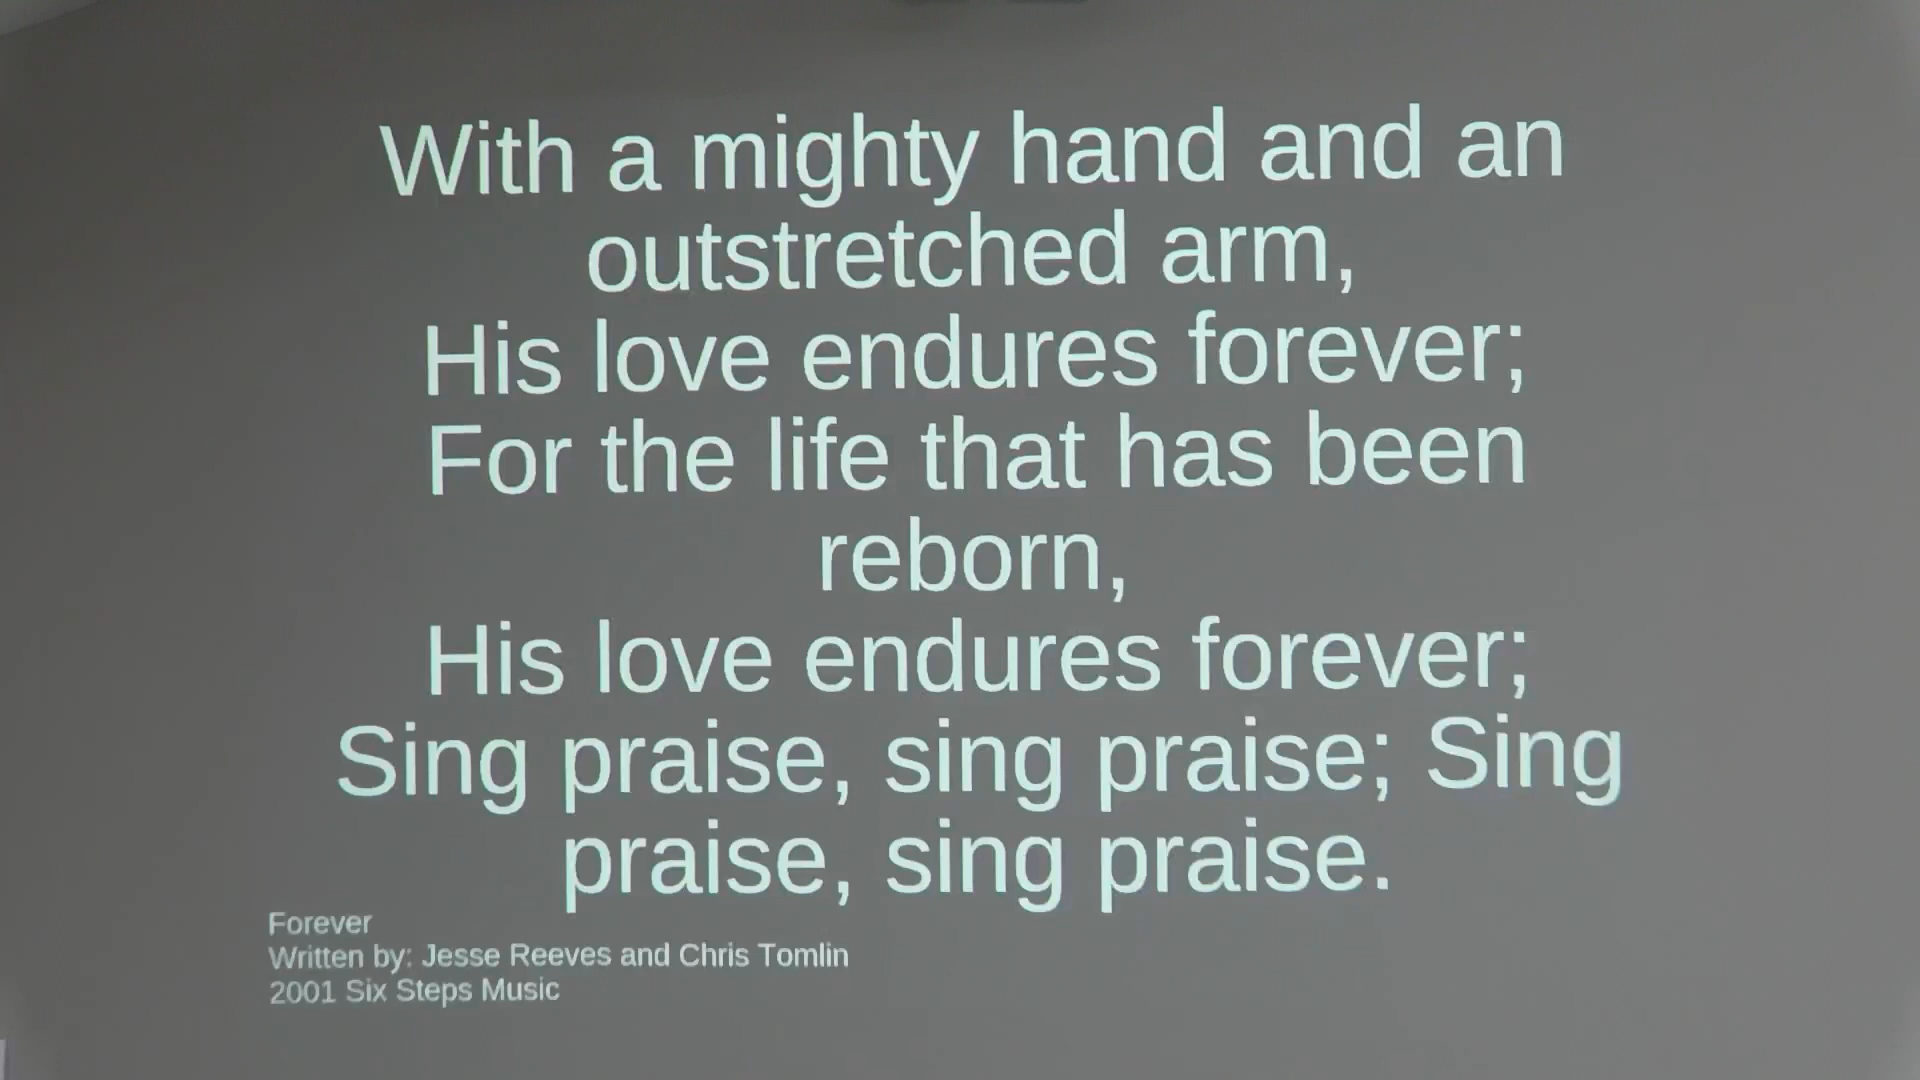 With a mighty hand and an
outstretched arm,
His love endures forever;
For the life that has been
reborn,
His love endures forever;
Sing praise, sing praise; Sing
praise, sing praise.
Forever
Written by: Jesse Reeves and Chris Tomlin
2001 Six Steps Music